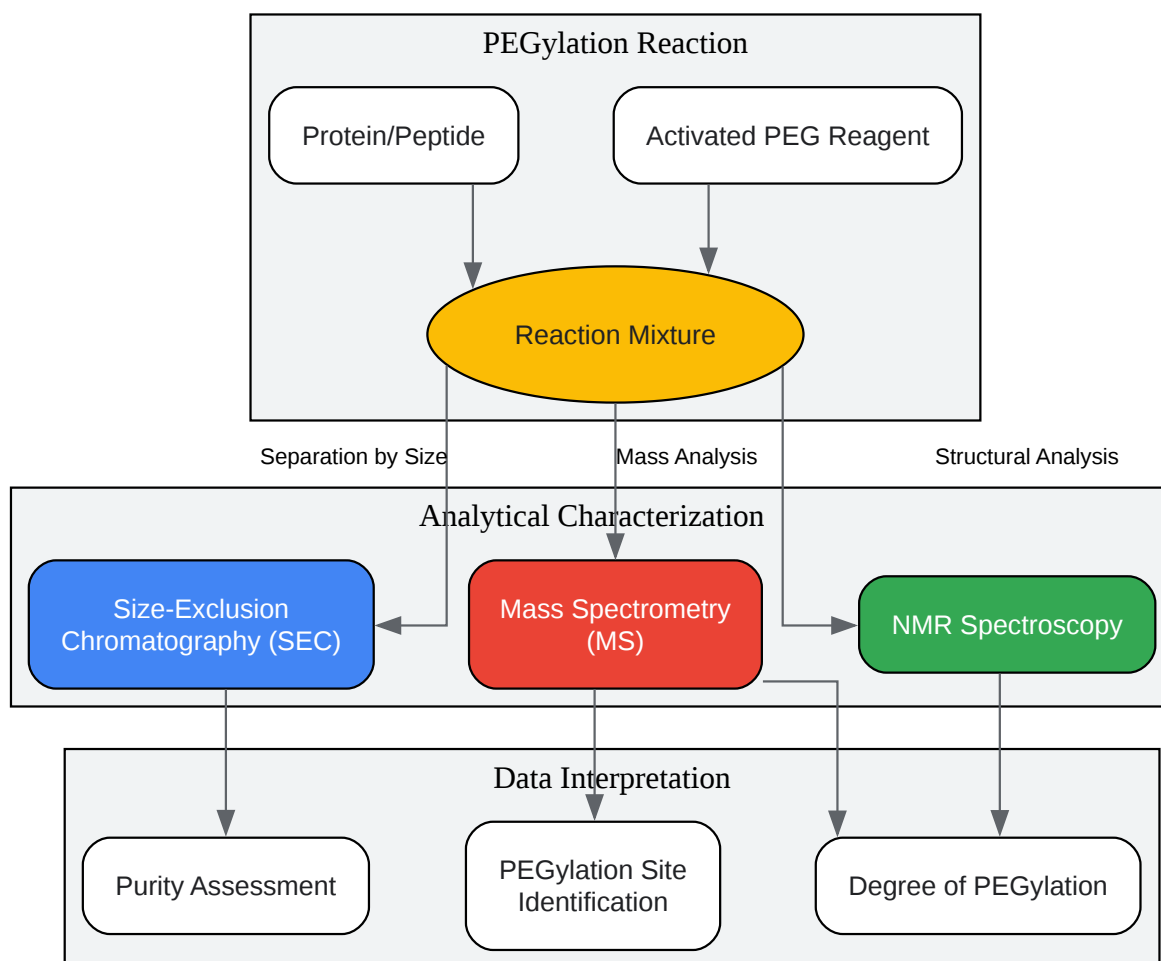 PEGylation Reaction
Protein/Peptide
Activated PEG Reagent
Reaction Mixture
Separation by Size
Mass Analysis
Structural Analysis
Analytical Characterization
Size-Exclusion
Chromatography (SEC)
Mass Spectrometry
(MS)
NMR Spectroscopy
Data Interpretation
Purity Assessment
PEGylation Site
Identification
Degree of PEGylation